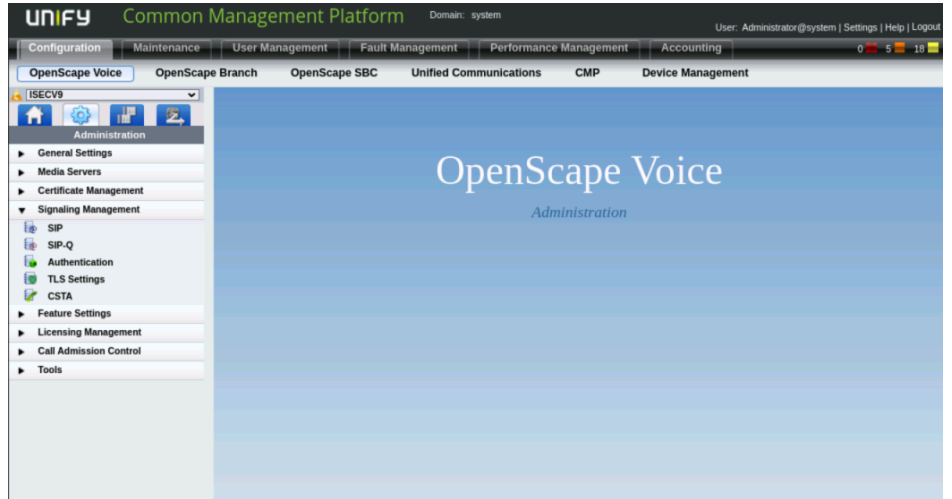 UNIFY Common Management Platform Domain: system
User: Administrator@system | Settings | Help | Logout
Configuration Maintenance User Management Fault Management Performance Management Accounting 0 5 18
OpenScape Voice OpenScape Branch OpenScape SBC Unified Communications CMP Device Management
ISECV9
Administration
General Settings
Media Servers
Certificate Management
Signaling Management
SIP
SIP-Q
Authentication
TLS Settings
CSTA
Feature Settings
Licensing Management
Call Admission Control
Tools
OpenScape Voice
Administration